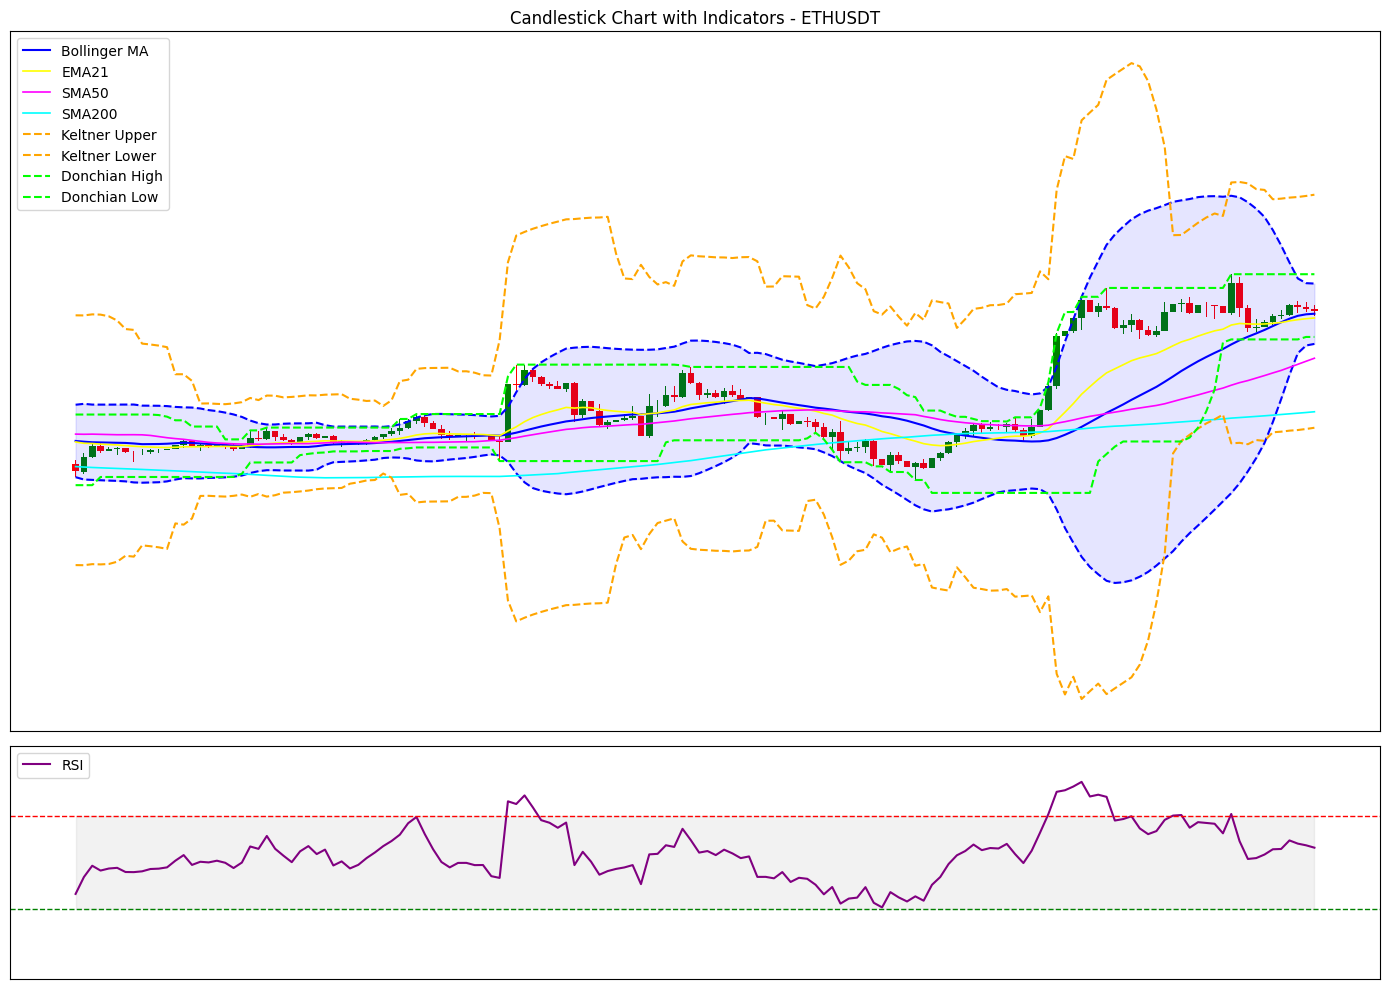 Candlestick Chart with Indicators - ETHUSDT
Bollinger MA
EMA21
SMA50
SMA200
Keltner Upper
Keltner Lower
Donchian High
Donchian Low
RSI